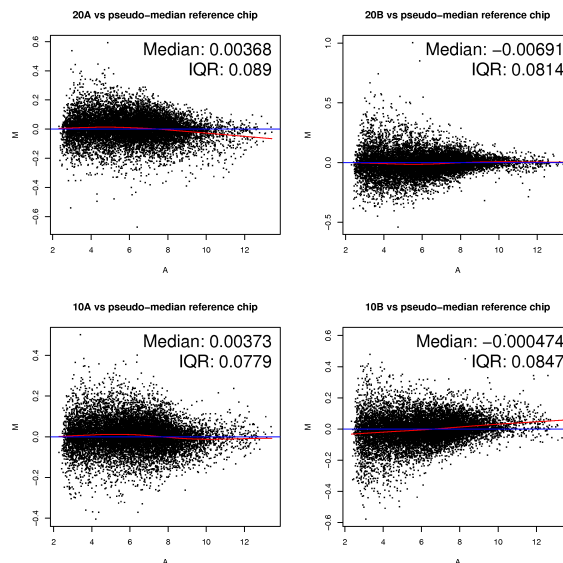 20A vs pseudo−median reference chip
Median: 0.00368
IQR: 0.089
M
−0.6 −0.4 −0.2 0.0 0.2 0.4 0.6
2 4 6 8 10 12
A
20B vs pseudo−median reference chip
Median: −0.00691
IQR: 0.0814
M
−0.5 0.0 0.5 1.0
2 4 6 8 10 12
A
10A vs pseudo−median reference chip
Median: 0.00373
IQR: 0.0779
M
−0.4 −0.2 0.0 0.2 0.4
2 4 6 8 10 12
A
10B vs pseudo−median reference chip
Median: −0.000474
IQR: 0.0847
M
−0.6 −0.4 −0.2 0.0 0.2 0.4 0.6
2 4 6 8 10 12
A